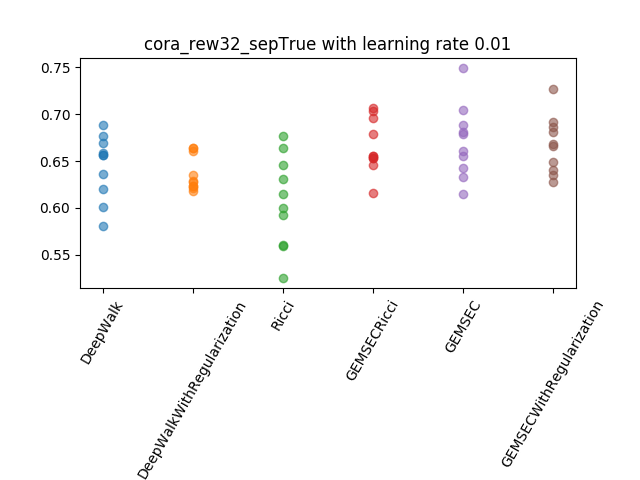 cora_rew32_sepTrue with learning rate 0.01
0.75
0.70
0.65
0.60
0.55
DeepWalk
DeepWalkWithRegularization
Ricci
GEMSECRicci
GEMSEC
GEMSECWithRegularization